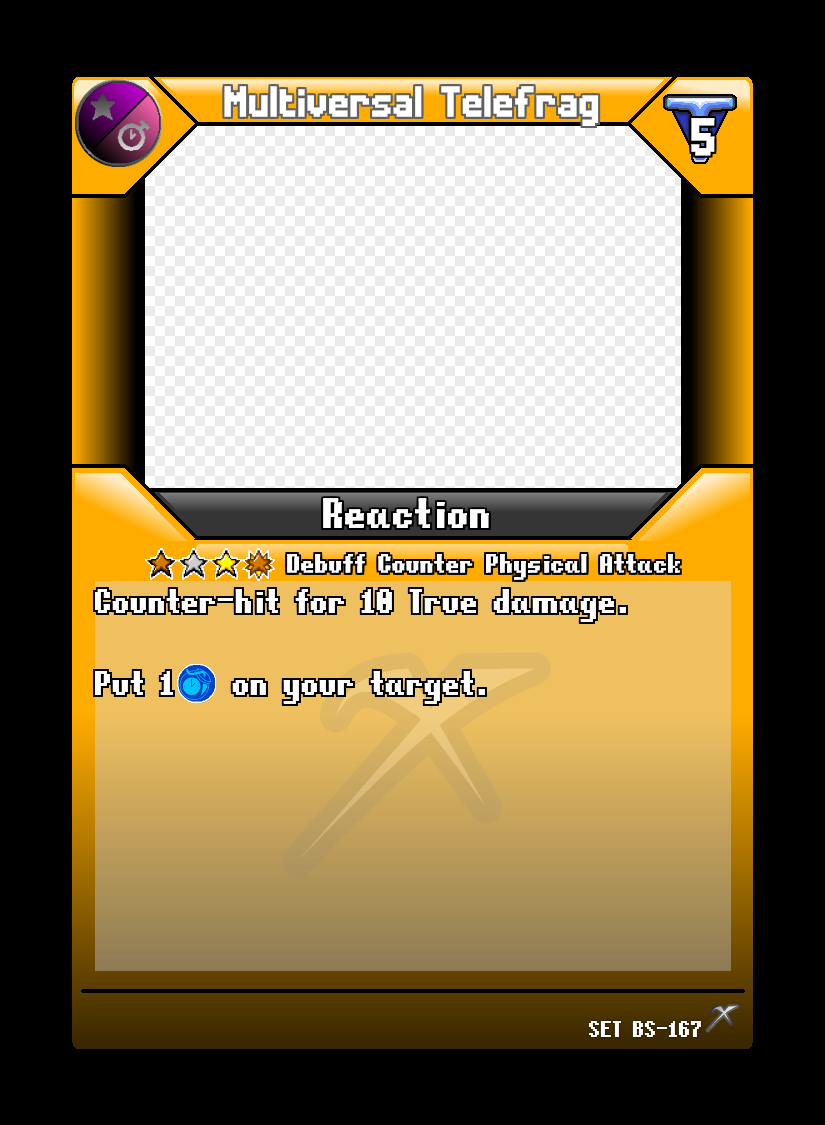 Multiversal Telefrag
5
Reaction
Debuff Counter Physical Attack
Counter-hit for 10 True damage.
Put 1 on your target.
SET BS-167